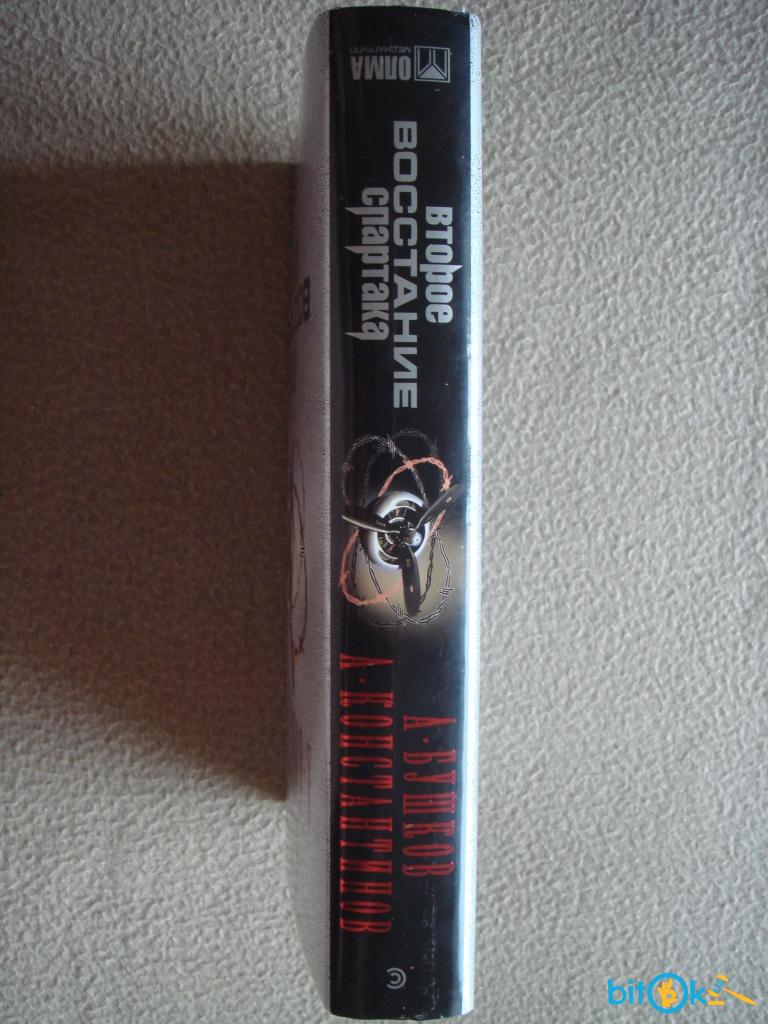 ОЛМА
МЕДИАГРУПП
второе
ВОССТАНИЕ
спартака
А·БУШКОВ
А·КОНСТАНТИНОВ
С
bitok